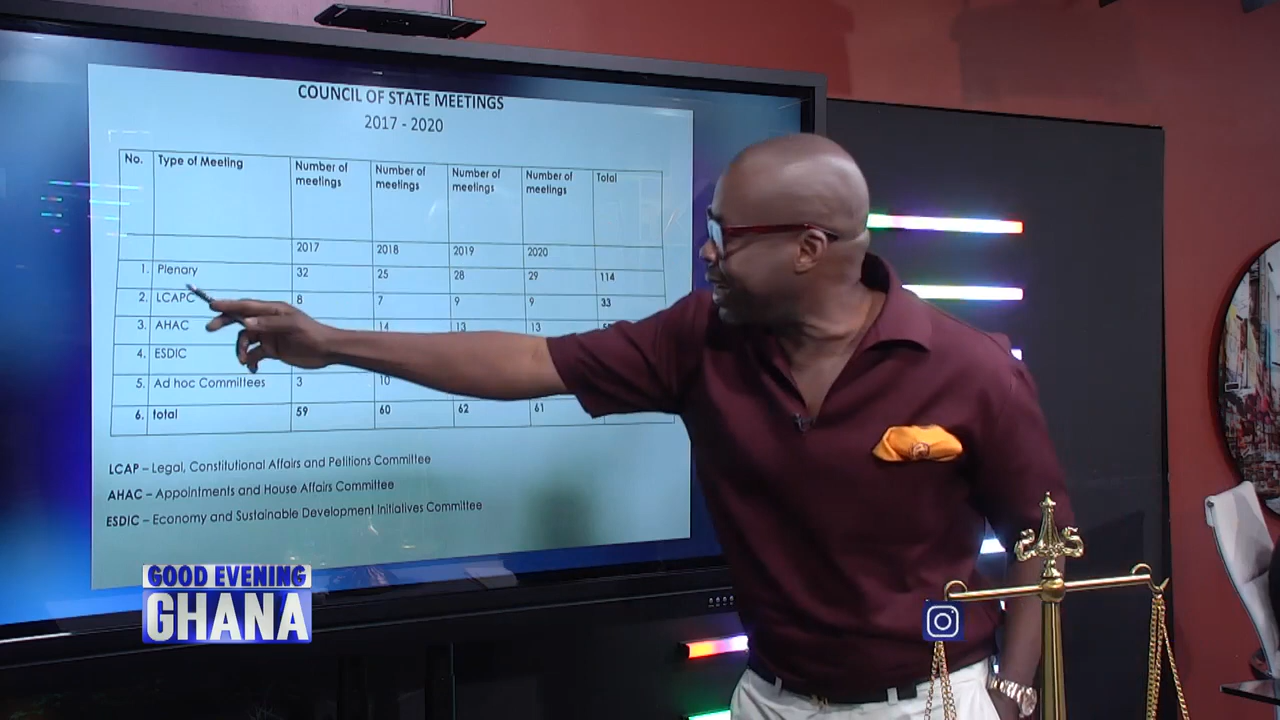 COUNCIL OF STATE MEETINGS
2017 - 2020
No. Type of Meeting Number of meetings Number of meetings Number of meetings Number of meetings Total
2017 2018 2019 2020
1. Plenary 32 25 28 29 114
2. LCAPC 8 7 9 9 33
3. AHAC 14 13 13
4. ESDIC
5. Ad hoc Committees 3 10
6. total 59 60 62 61
LCAP – Legal, Constitutional Affairs and Petitions Committee
AHAC – Appointments and House Affairs Committee
ESDIC – Economy and Sustainable Development Initiatives Committee
GOOD EVENING
GHANA